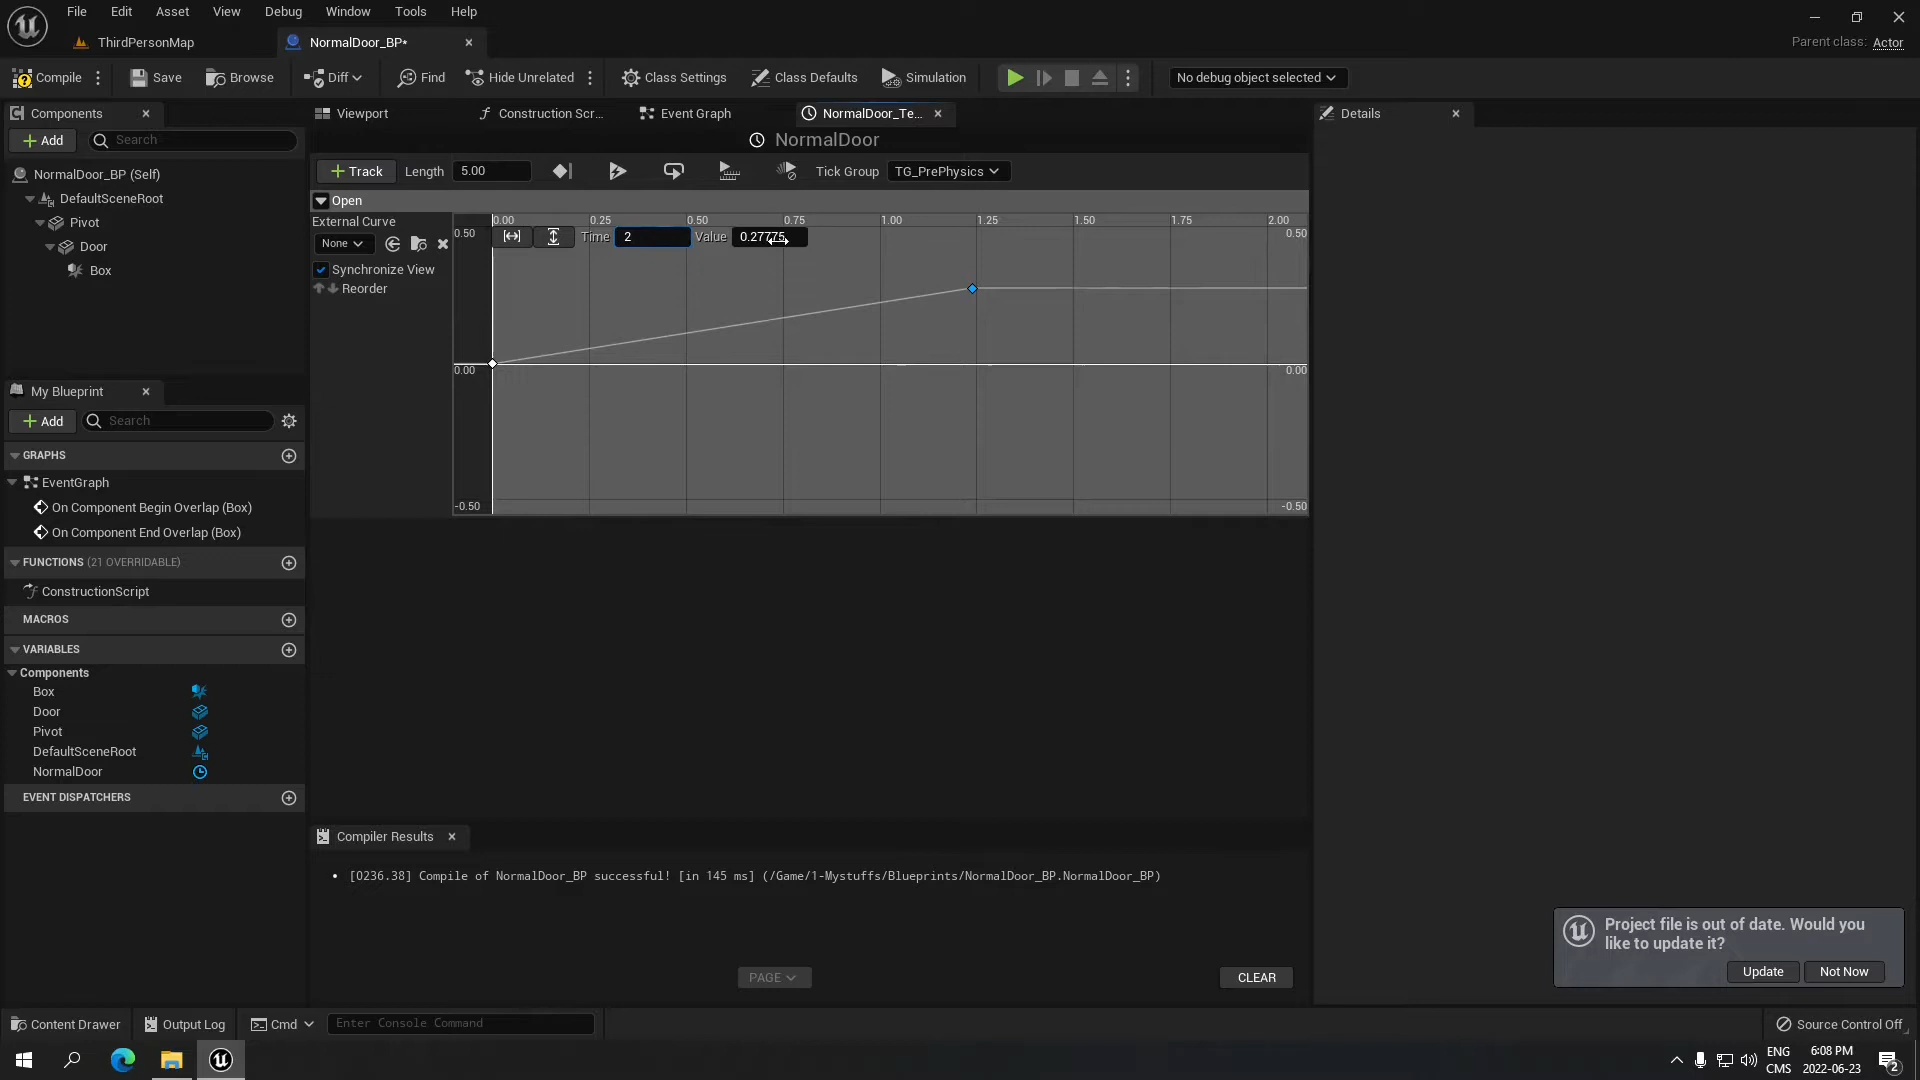 File Edit Asset View Debug Window Tools Help
ThirdPersonMap
NormalDoor_BP*
Parent class: Actor
Compile
Save
Browse
Diff
Find
Hide Unrelated
Class Settings
Class Defaults
Simulation
No debug object selected
Components
Add
Search
NormalDoor_BP (Self)
DefaultSceneRoot
Pivot
Door
Box
Viewport
Construction Scr...
Event Graph
NormalDoor_Te...
NormalDoor
Track
Length
5.00
Tick Group
TG_PrePhysics
Open
External Curve
None
Synchronize View
Reorder
0.00 0.25 0.50 0.75 1.00 1.25 1.50 1.75 2.00
0.50
Time
2
Value
0.27775
0.50
0.00
0.00
-0.50
-0.50
Details
My Blueprint
Add
Search
GRAPHS
EventGraph
On Component Begin Overlap (Box)
On Component End Overlap (Box)
FUNCTIONS (21 OVERRIDABLE)
ConstructionScript
MACROS
VARIABLES
Components
Box
Door
Pivot
DefaultSceneRoot
NormalDoor
EVENT DISPATCHERS
Compiler Results
[0236.38] Compile of NormalDoor_BP successful! [in 145 ms] (/Game/1-Mystuffs/Blueprints/NormalDoor_BP.NormalDoor_BP)
PAGE
CLEAR
Project file is out of date. Would you
like to update it?
Update
Not Now
Content Drawer
Output Log
Cmd
Enter Console Command
Source Control Off
ENG
CMS
6:08 PM
2022-06-23
2